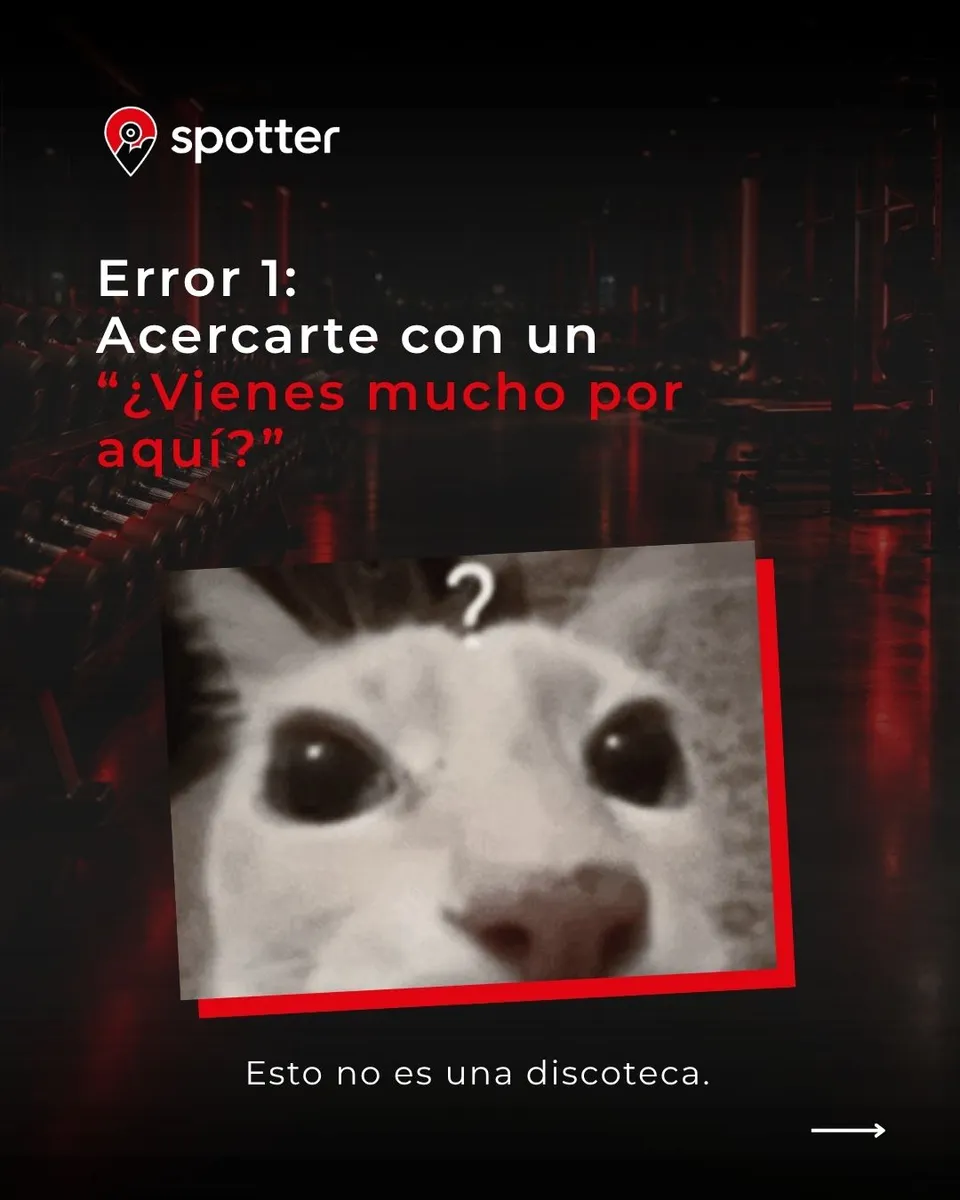 spotter
Error 1:
Acercarte con un
“¿Vienes mucho por
aquí?”
?
Esto no es una discoteca.